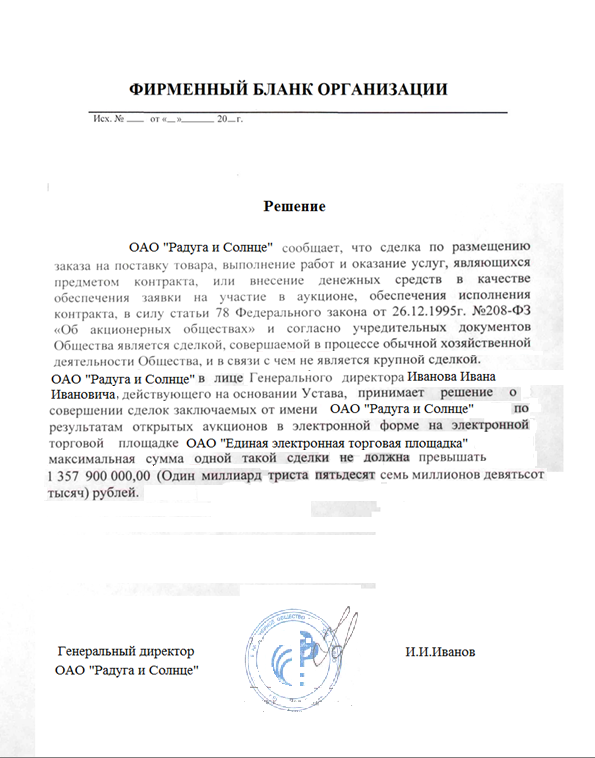 ФИРМЕННЫЙ БЛАНК ОРГАНИЗАЦИИ
Исх. № ___ от «__»______ 20__г.
Решение
ОАО "Радуга и Солнце" сообщает, что сделка по размещению
заказа на поставку товара, выполнение работ и оказание услуг, являющихся
предметом контракта, или внесение денежных средств в качестве
обеспечения заявки на участие в аукционе, обеспечения исполнения
контракта, в силу статьи 78 Федерального закона от 26.12.1995г. №208-ФЗ
«Об акционерных обществах» и согласно учредительных документов
Общества является сделкой, совершаемой в процессе обычной хозяйственной
деятельности Общества, и в связи с чем не является крупной сделкой.
ОАО "Радуга и Солнце" в лице Генерального директора Иванова Ивана
Ивановича, действующего на основании Устава, принимает решение о
совершении сделок заключаемых от имени ОАО "Радуга и Солнце" по
результатам открытых аукционов в электронной форме на электронной
торговой площадке ОАО "Единая электронная торговая площадка"
максимальная сумма одной такой сделки не должна превышать
1 357 900 000,00 (Один миллиард триста пятьдесят семь миллионов девятьсот
тысяч) рублей.
Генеральный директор И.И.Иванов
ОАО "Радуга и Солнце"